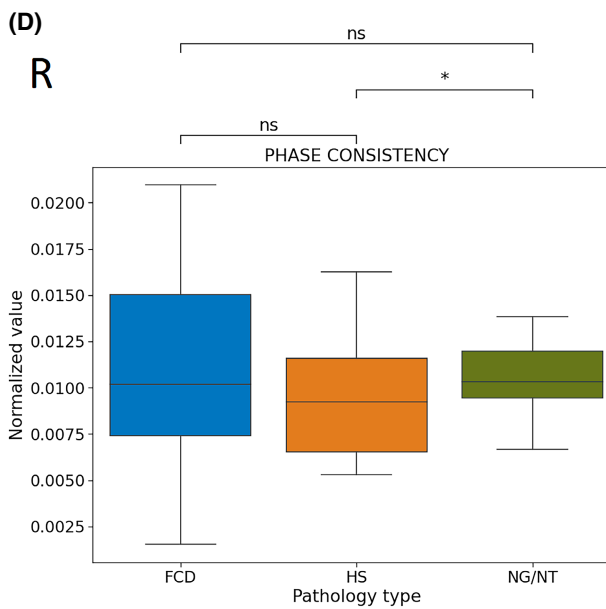 (D)
R
ns
*
ns
PHASE CONSISTENCY
0.0200
0.0175
0.0150
0.0125
0.0100
0.0075
0.0050
0.0025
Normalized value
FCD HS NG/NT
Pathology type